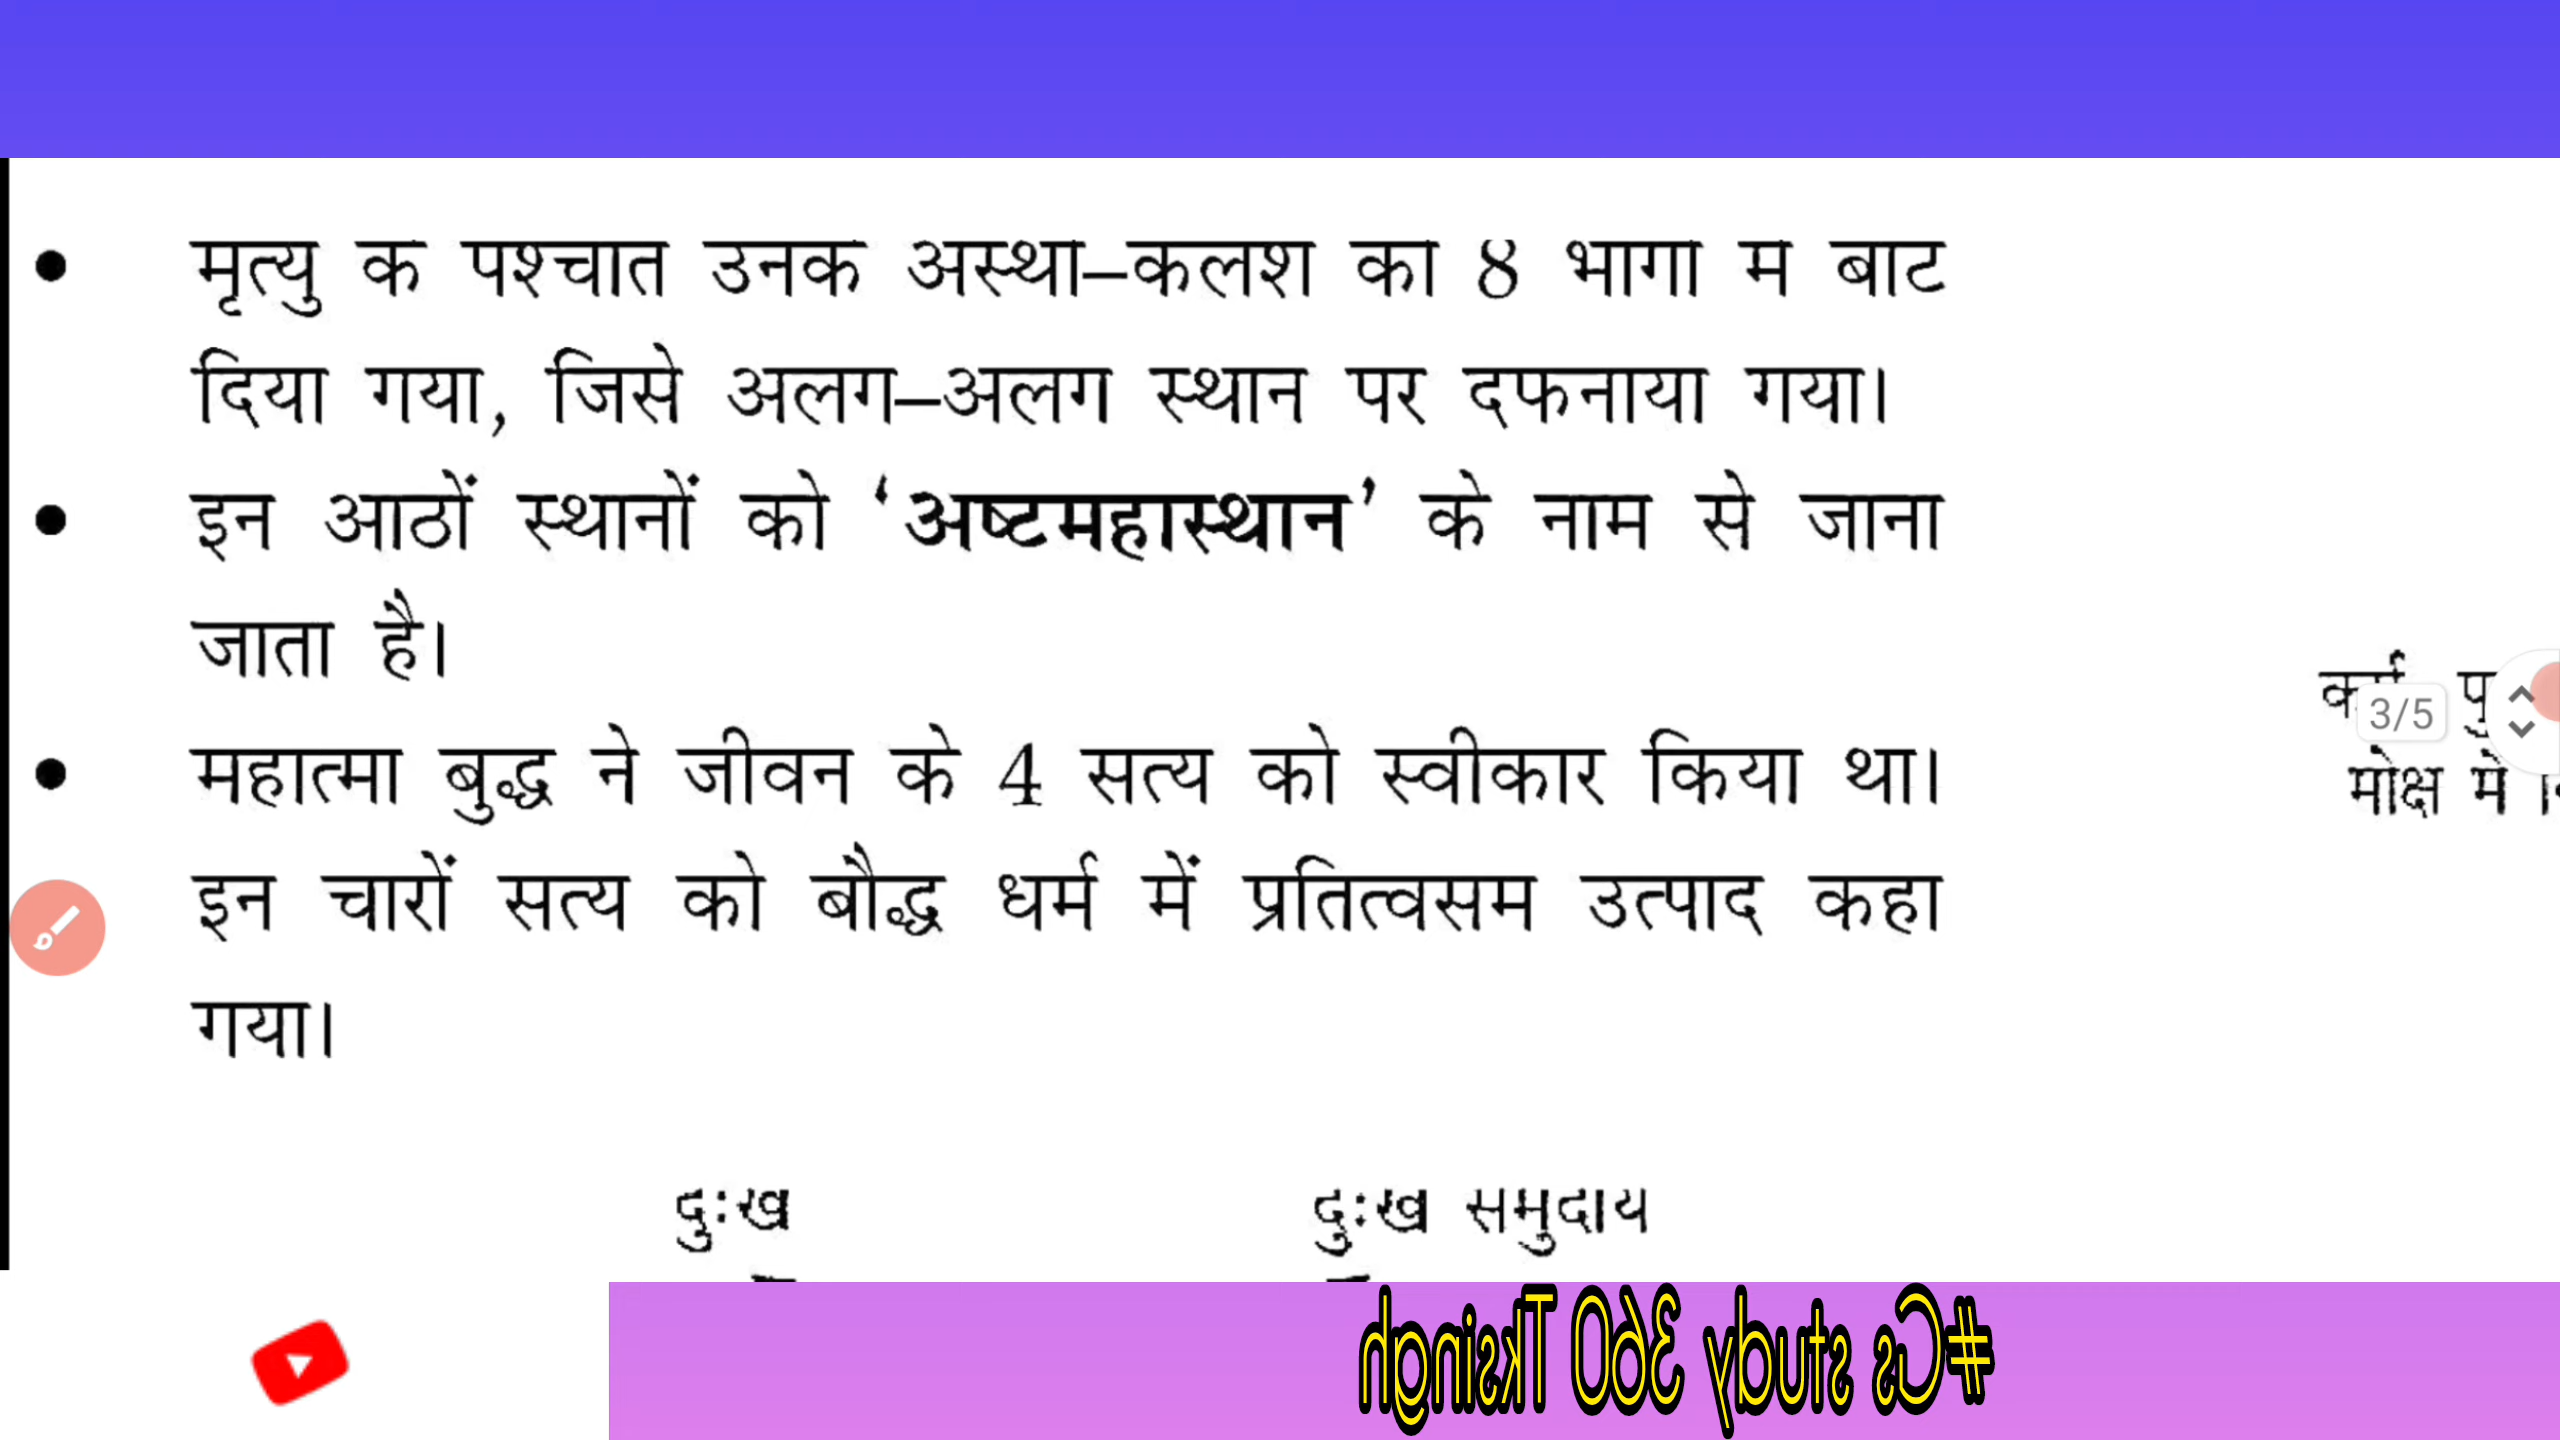 मृत्यु के पश्चात उनके अस्थी–कलश को 8 भागों में बांट
दिया गया, जिसे अलग–अलग स्थान पर दफनाया गया।
इन आठों स्थानों को ‘अष्टमहास्थान’ के नाम से जाना
जाता है।
महात्मा बुद्ध ने जीवन के 4 सत्य को स्वीकार किया था।
इन चारों सत्य को बौद्ध धर्म में प्रतित्वसम उत्पाद कहा
गया।
3/5
मोक्ष में
दुःख दुःख समुदाय
#Gs study 360 Tksingh